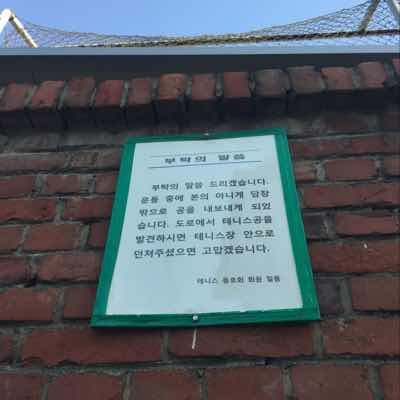 부탁의 말씀
부탁의 말씀 드리겠습니다.
운동 중에 본의 아니게 담장
밖으로 공을 내보내게 되었
습니다. 도로에서 테니스공을
발견하시면 테니스장 안으로
던져주셨으면 고맙겠습니다.
테니스 동호회 회원 일동